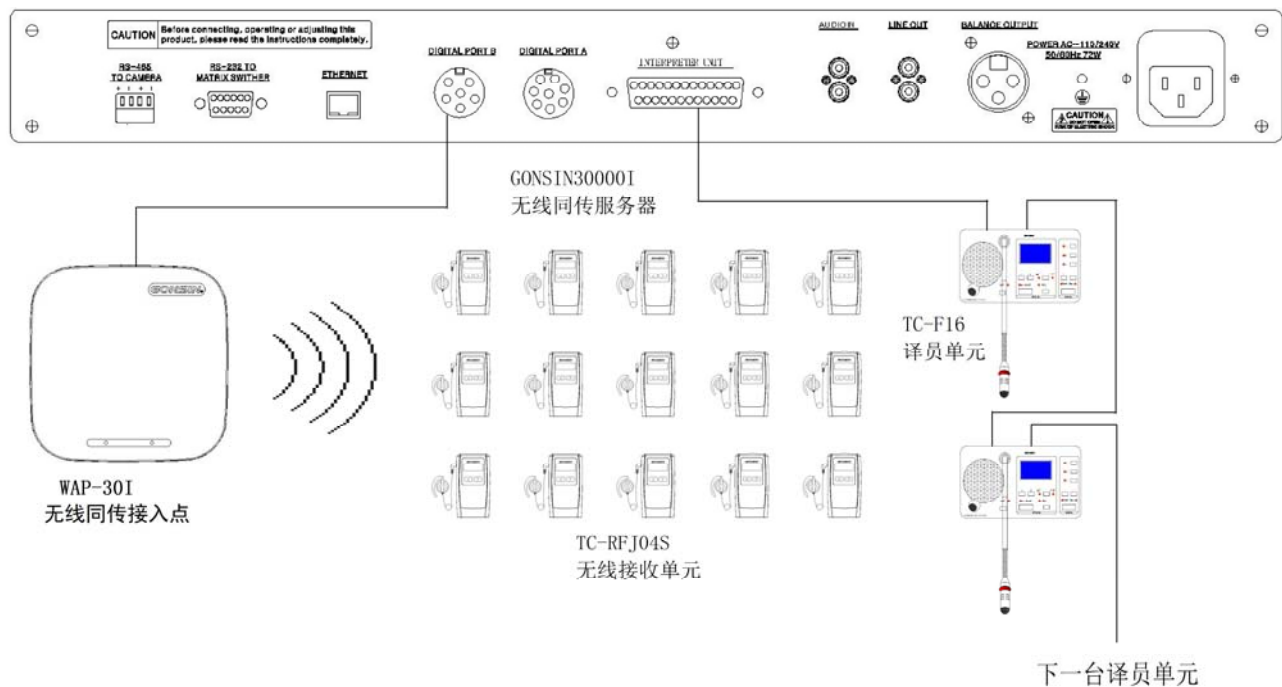 CAUTION
Before connecting, operating or adjusting this
product, please read the instructions completely.
AUDIO IN
LINE OUT
BALANCE OUTPUT
DIGITAL PORT B
DIGITAL PORT A
INTERPRETER UNIT
POWER AC~110/240V
50/60Hz 72W
RS-485
TO CAMERA
RS-232 TO
MATRIX SWITHER
ETHERNET
CAUTION
GONSIN30000I
无线同传服务器
GONSIN
TC-F16
译员单元
WAP-30I
无线同传接入点
TC-RFJ04S
无线接收单元
下一台译员单元